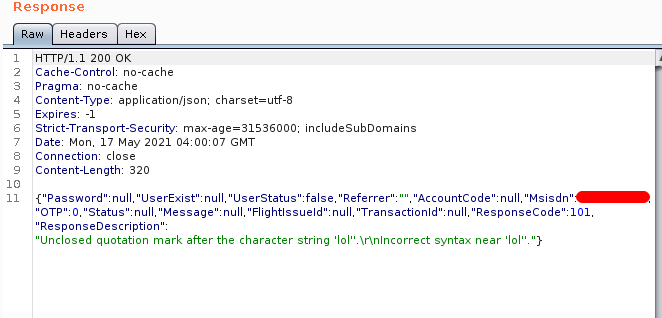 Response
Raw Headers Hex
1 HTTP/1.1 200 OK
2 Cache-Control: no-cache
3 Pragma: no-cache
4 Content-Type: application/json; charset=utf-8
5 Expires: -1
6 Strict-Transport-Security: max-age=31536000; includeSubDomains
7 Date: Mon, 17 May 2021 04:00:07 GMT
8 Connection: close
9 Content-Length: 320
10
11 {"Password":null,"UserExist":null,"UserStatus":false,"Referrer":"","AccountCode":null,"Msisdn": ,
"OTP":0,"Status":null,"Message":null,"FlightIssueId":null,"TransactionId":null,"ResponseCode":101,
"ResponseDescription":
"Unclosed quotation mark after the character string 'lol''.\r\nIncorrect syntax near 'lol''."}